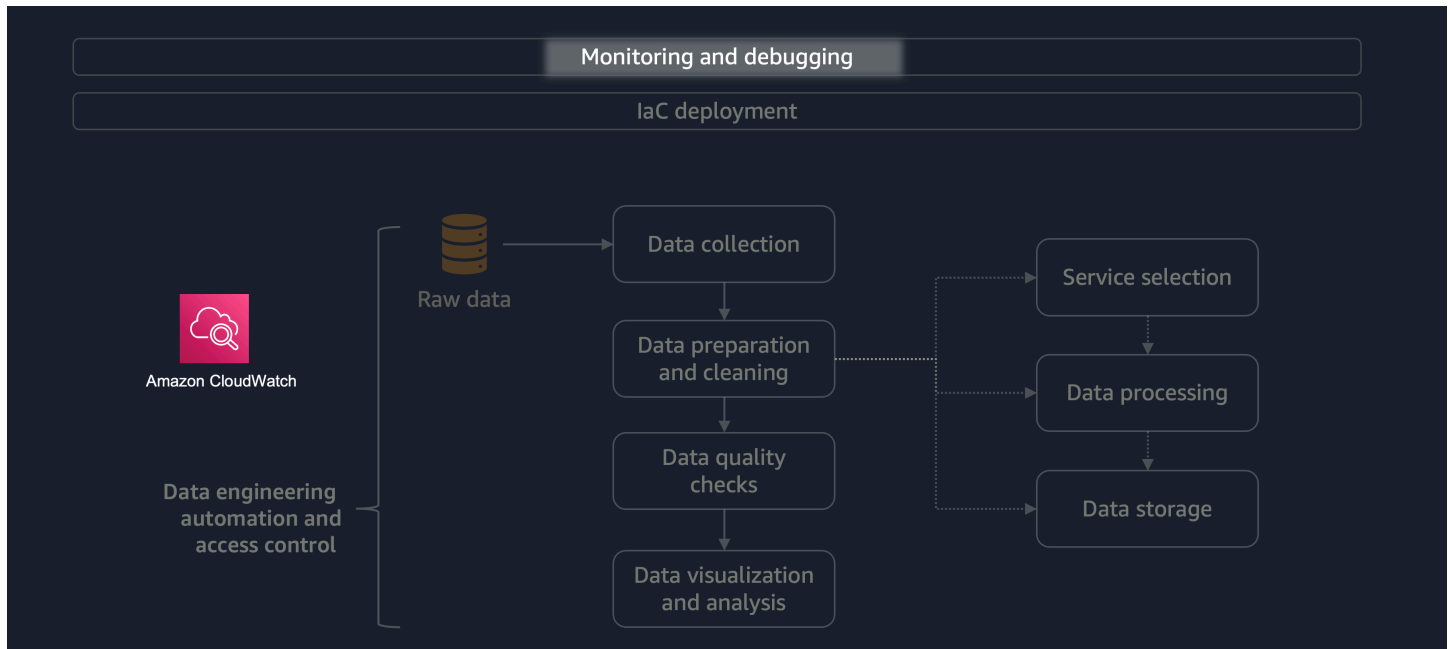 Monitoring and debugging
IaC deployment
Raw data
Data collection
Data preparation
and cleaning
Data quality
checks
Data visualization
and analysis
Service selection
Data processing
Data storage
Amazon CloudWatch
Data engineering
automation and
access control